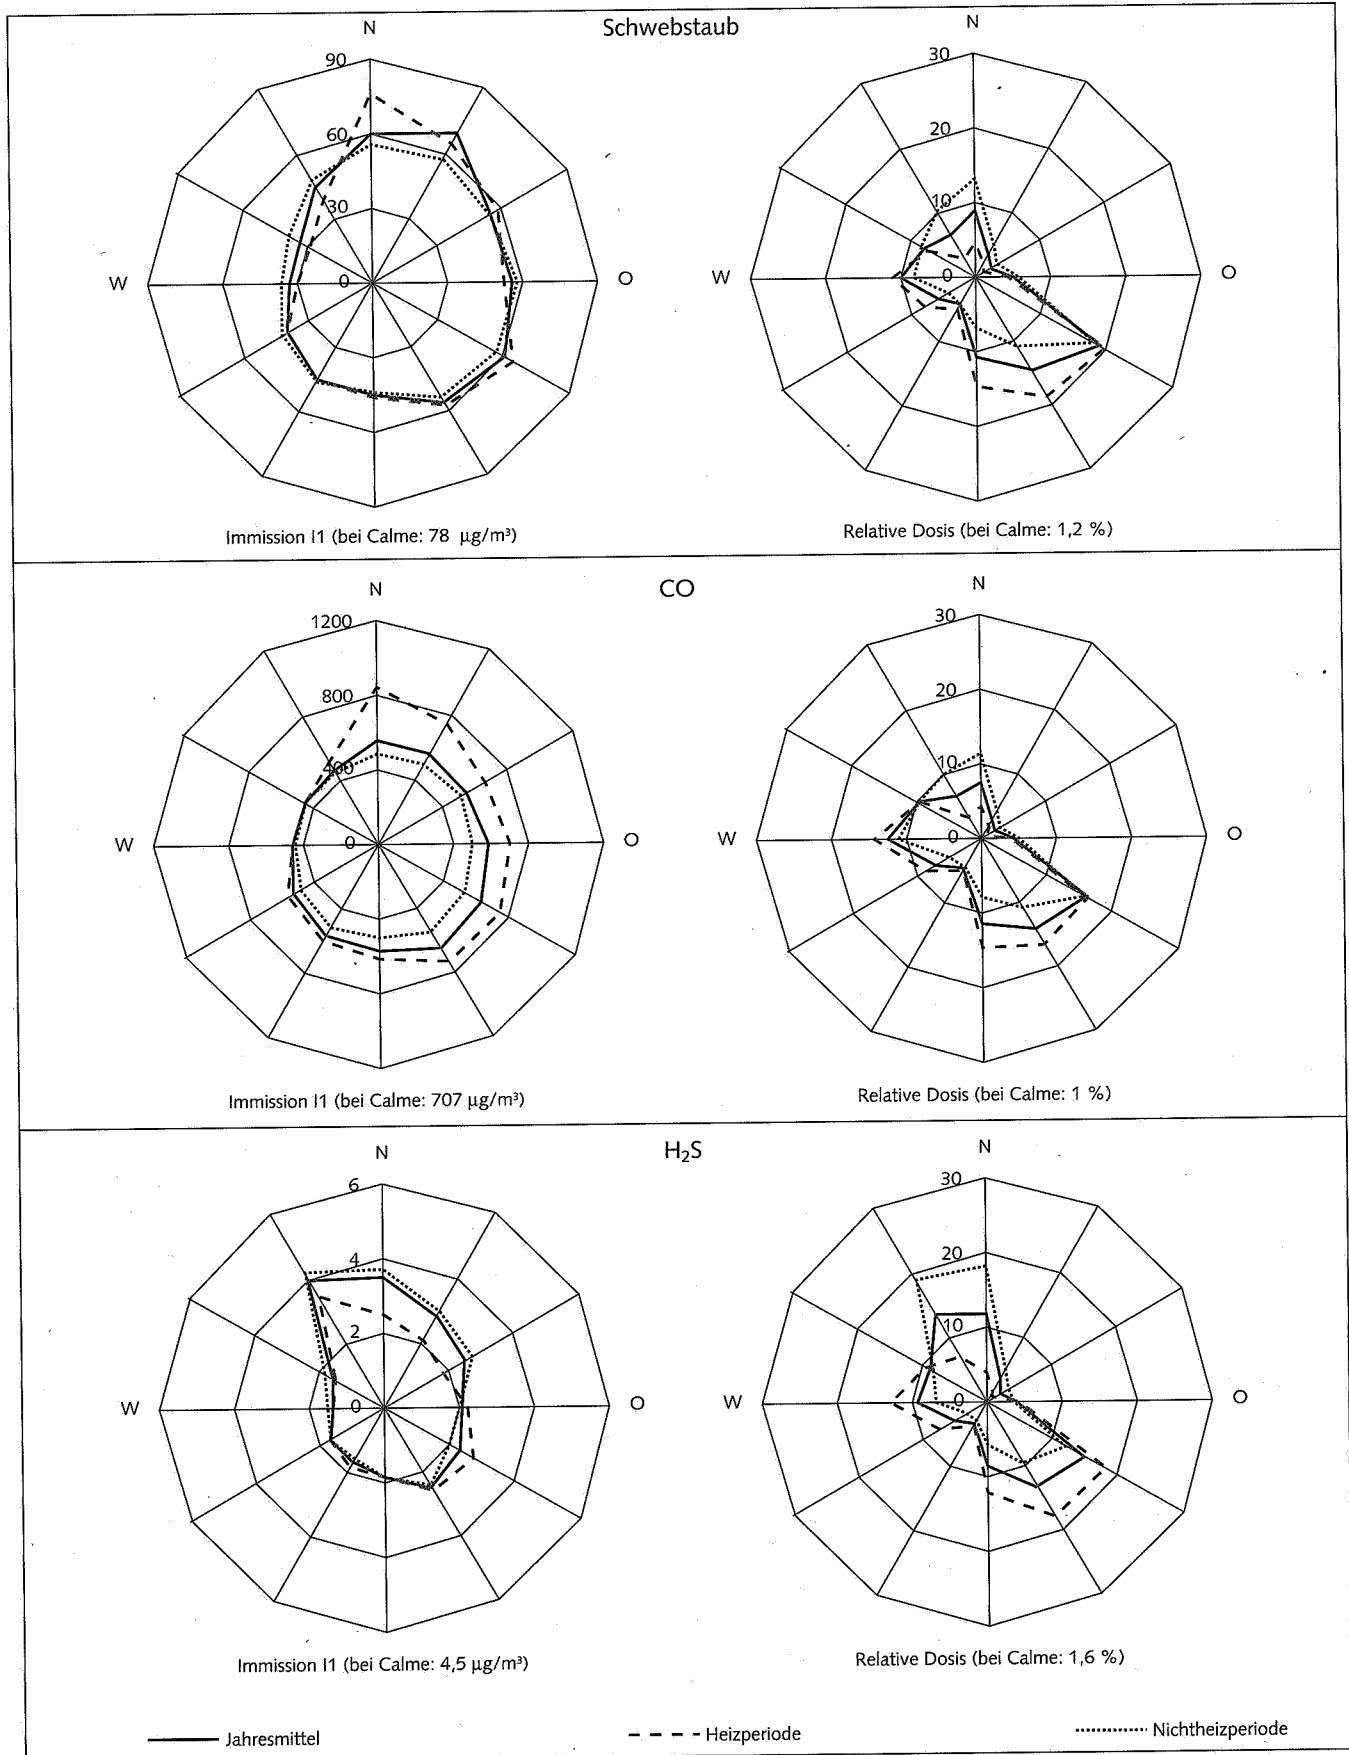 Schwebstaub
N
90
60
30
0
W
O
Immission I1 (bei Calme: 78 µg/m³)
N
30
20
10
0
W
O
Relative Dosis (bei Calme: 1,2 %)
CO
N
1200
800
400
0
W
O
Immission I1 (bei Calme: 707 µg/m³)
N
30
20
10
0
W
O
Relative Dosis (bei Calme: 1 %)
H₂S
N
6
4
2
0
W
O
Immission I1 (bei Calme: 4,5 µg/m³)
N
30
20
10
0
W
O
Relative Dosis (bei Calme: 1,6 %)
Jahresmittel
Heizperiode
Nichtheizperiode